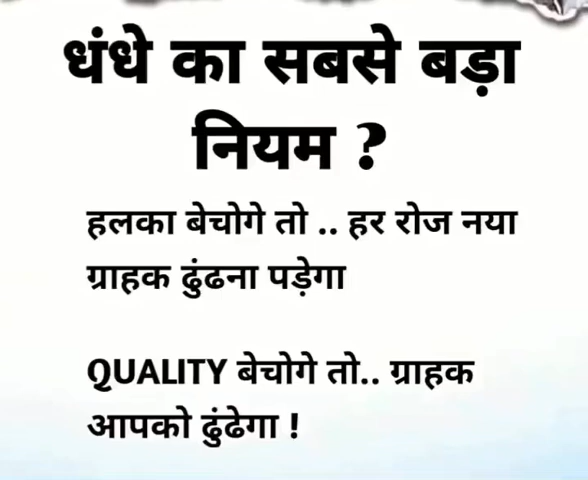 धंधे का सबसे बड़ा
नियम ?
हलका बेचोगे तो .. हर रोज नया
ग्राहक ढुंढना पड़ेगा
QUALITY बेचोगे तो.. ग्राहक
आपको ढुंढेगा !